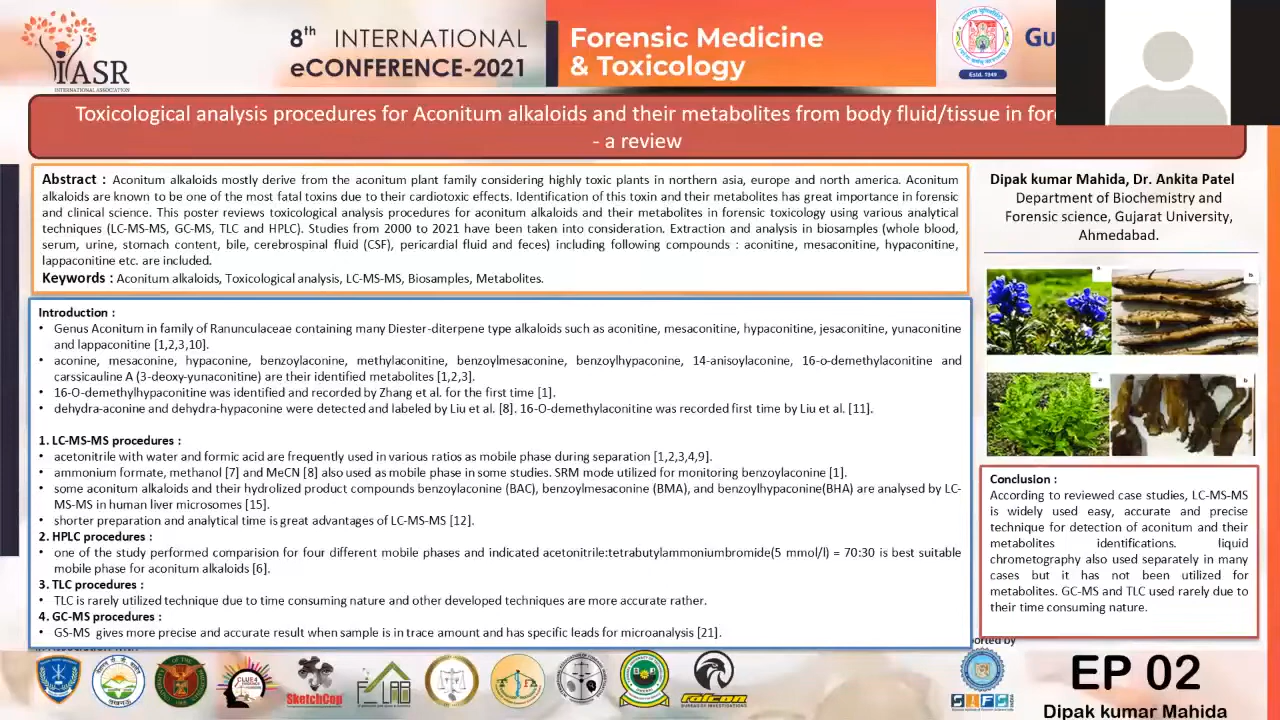 iASR
INTERNATIONAL ASSOCIATION
8th INTERNATIONAL
eCONFERENCE-2021
Forensic Medicine
& Toxicology
Estd. 1949
Gu
Toxicological analysis procedures for Aconitum alkaloids and their metabolites from body fluid/tissue in for
- a review
Abstract : Aconitum alkaloids mostly derive from the aconitum plant family considering highly toxic plants in northern asia, europe and north america. Aconitum
alkaloids are known to be one of the most fatal toxins due to their cardiotoxic effects. Identification of this toxin and their metabolites has great importance in forensic
and clinical science. This poster reviews toxicological analysis procedures for aconitum alkaloids and their metabolites in forensic toxicology using various analytical
techniques (LC-MS-MS, GC-MS, TLC and HPLC). Studies from 2000 to 2021 have been taken into consideration. Extraction and analysis in biosamples (whole blood,
serum, urine, stomach content, bile, cerebrospinal fluid (CSF), pericardial fluid and feces) including following compounds : aconitine, mesaconitine, hypaconitine,
lappaconitine etc. are included.
Keywords : Aconitum alkaloids, Toxicological analysis, LC-MS-MS, Biosamples, Metabolites.
Introduction :
• Genus Aconitum in family of Ranunculaceae containing many Diester-diterpene type alkaloids such as aconitine, mesaconitine, hypaconitine, jesaconitine, yunaconitine
and lappaconitine [1,2,3,10].
• aconine, mesaconine, hypaconine, benzoylaconine, methylaconitine, benzoylmesaconine, benzoylhypaconine, 14-anisoylaconine, 16-o-demethylaconitine and
carssicauline A (3-deoxy-yunaconitine) are their identified metabolites [1,2,3].
• 16-O-demethylhypaconitine was identified and recorded by Zhang et al. for the first time [1].
• dehydra-aconine and dehydra-hypaconine were detected and labeled by Liu et al. [8]. 16-O-demethylaconitine was recorded first time by Liu et al. [11].
1. LC-MS-MS procedures :
• acetonitrile with water and formic acid are frequently used in various ratios as mobile phase during separation [1,2,3,4,9].
• ammonium formate, methanol [7] and MeCN [8] also used as mobile phase in some studies. SRM mode utilized for monitoring benzoylaconine [1].
• some aconitum alkaloids and their hydrolized product compounds benzoylaconine (BAC), benzoylmesaconine (BMA), and benzoylhypaconine(BHA) are analysed by LC-
MS-MS in human liver microsomes [15].
• shorter preparation and analytical time is great advantages of LC-MS-MS [12].
2. HPLC procedures :
• one of the study performed comparision for four different mobile phases and indicated acetonitrile:tetrabutylammoniumbromide(5 mmol/l) = 70:30 is best suitable
mobile phase for aconitum alkaloids [6].
3. TLC procedures :
• TLC is rarely utilized technique due to time consuming nature and other developed techniques are more accurate rather.
4. GC-MS procedures :
• GS-MS gives more precise and accurate result when sample is in trace amount and has specific leads for microanalysis [21].
Dipak kumar Mahida, Dr. Ankita Patel
Department of Biochemistry and
Forensic science, Gujarat University,
Ahmedabad.
Conclusion :
According to reviewed case studies, LC-MS-MS
is widely used easy, accurate and precise
technique for detection of aconitum and their
metabolites identifications. liquid
chrometography also used separately in many
cases but it has not been utilized for
metabolites. GC-MS and TLC used rarely due to
their time consuming nature.
SketchCop
FLAG
falcon
SIFS
EP 02
Dipak kumar Mahida